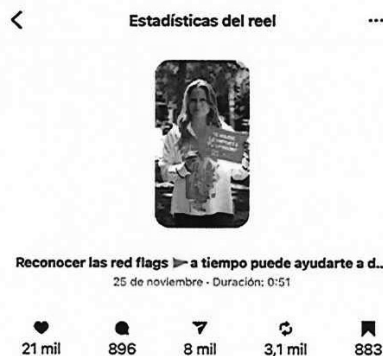 Estadísticas del reel
Reconocer las red flags a tiempo puede ayudarte a d...
25 de noviembre · Duración: 0:51
21 mil 896 8 mil 3,1 mil 883